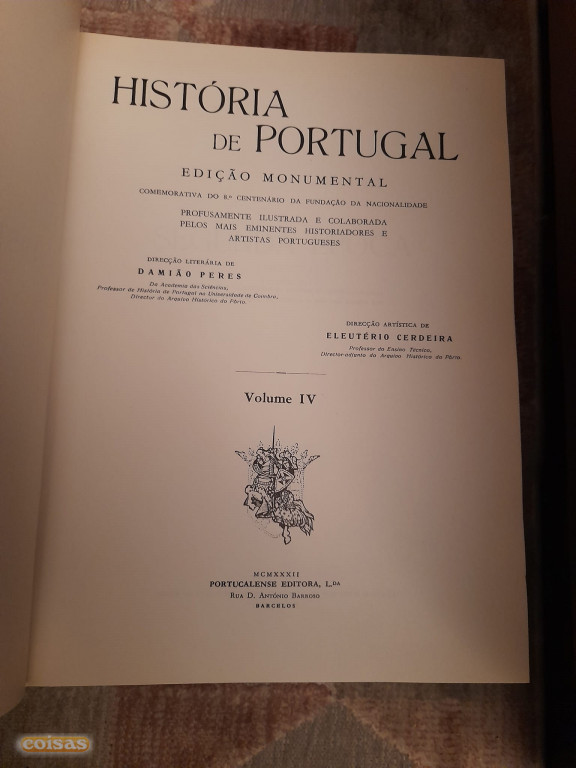 HISTÓRIA
DE PORTUGAL
EDIÇÃO MONUMENTAL
COMEMORATIVA DO 8.º CENTENÁRIO DA FUNDAÇÃO DA NACIONALIDADE
PROFUSAMENTE ILUSTRADA E COLABORADA
PELOS MAIS EMINENTES HISTORIADORES E
ARTISTAS PORTUGUESES
DIRECÇÃO LITERÁRIA DE
DAMIÃO PERES
Da Academia das Sciências,
Professor de História de Portugal na Universidade de Coimbra,
Director do Arquivo Histórico do Pôrto.
DIRECÇÃO ARTÍSTICA DE
ELEUTÉRIO CERDEIRA
Professor do Ensino Técnico,
Director-adjunto do Arquivo Histórico do Pôrto.
Volume IV
MCMXXXII
PORTUCALENSE EDITORA, L.DA
RUA D. ANTÓNIO BARROSO
BARCELOS
coisas